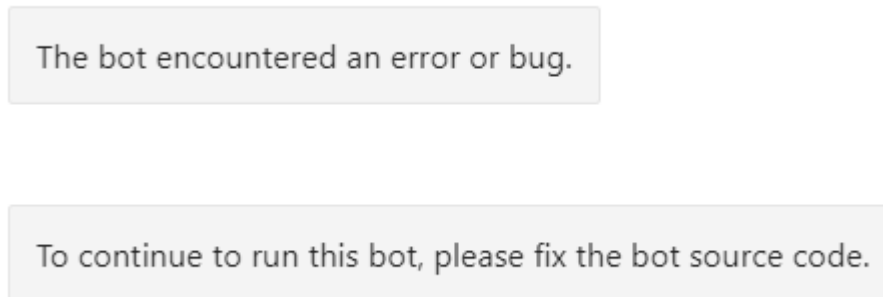 The bot encountered an error or bug.
To continue to run this bot, please fix the bot source code.